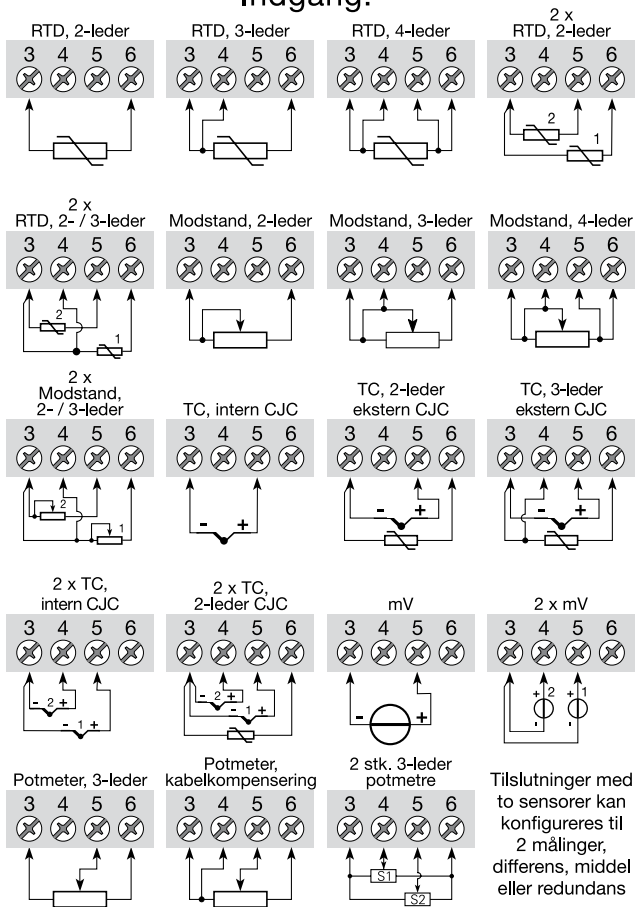 Indgang:
RTD, 2-leder
3 4 5 6
RTD, 3-leder
3 4 5 6
RTD, 4-leder
3 4 5 6
2 x
RTD, 2-leder
3 4 5 6
2
1
2 x
RTD, 2- / 3-leder
3 4 5 6
2
1
Modstand, 2-leder
3 4 5 6
Modstand, 3-leder
3 4 5 6
Modstand, 4-leder
3 4 5 6
2 x
Modstand,
2- / 3-leder
3 4 5 6
2
1
TC, intern CJC
3 4 5 6
- +
TC, 2-leder
ekstern CJC
3 4 5 6
- +
TC, 3-leder
ekstern CJC
3 4 5 6
- +
2 x TC,
intern CJC
3 4 5 6
- 2 +
- 1 +
2 x TC,
2-leder CJC
3 4 5 6
- 2 +
- 1 +
mV
3 4 5 6
- +
2 x mV
3 4 5 6
+ 2 + 1
- -
Potmeter, 3-leder
3 4 5 6
Potmeter,
kabelkompensering
3 4 5 6
2 stk. 3-leder
potmetre
3 4 5 6
S1
S2
Tilslutninger med
to sensorer kan
konfigureres til
2 målinger,
differens, middel
eller redundans